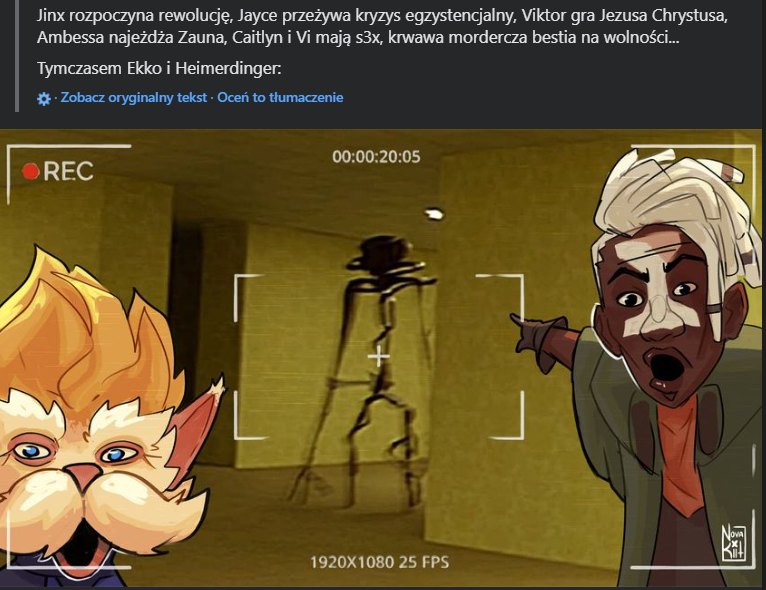 Jinx rozpoczyna rewolucję, Jayce przeżywa kryzys egzystencjalny, Viktor gra Jezusa Chrystusa,
Ambessa najeżdża Zauna, Caitlyn i Vi mają s3x, krwawa mordercza bestia na wolności...
Tymczasem Ekko i Heimerdinger:
· Zobacz oryginalny tekst · Oceń to tłumaczenie
REC
00:00:20:05
1920X1080 25 FPS
NOVA